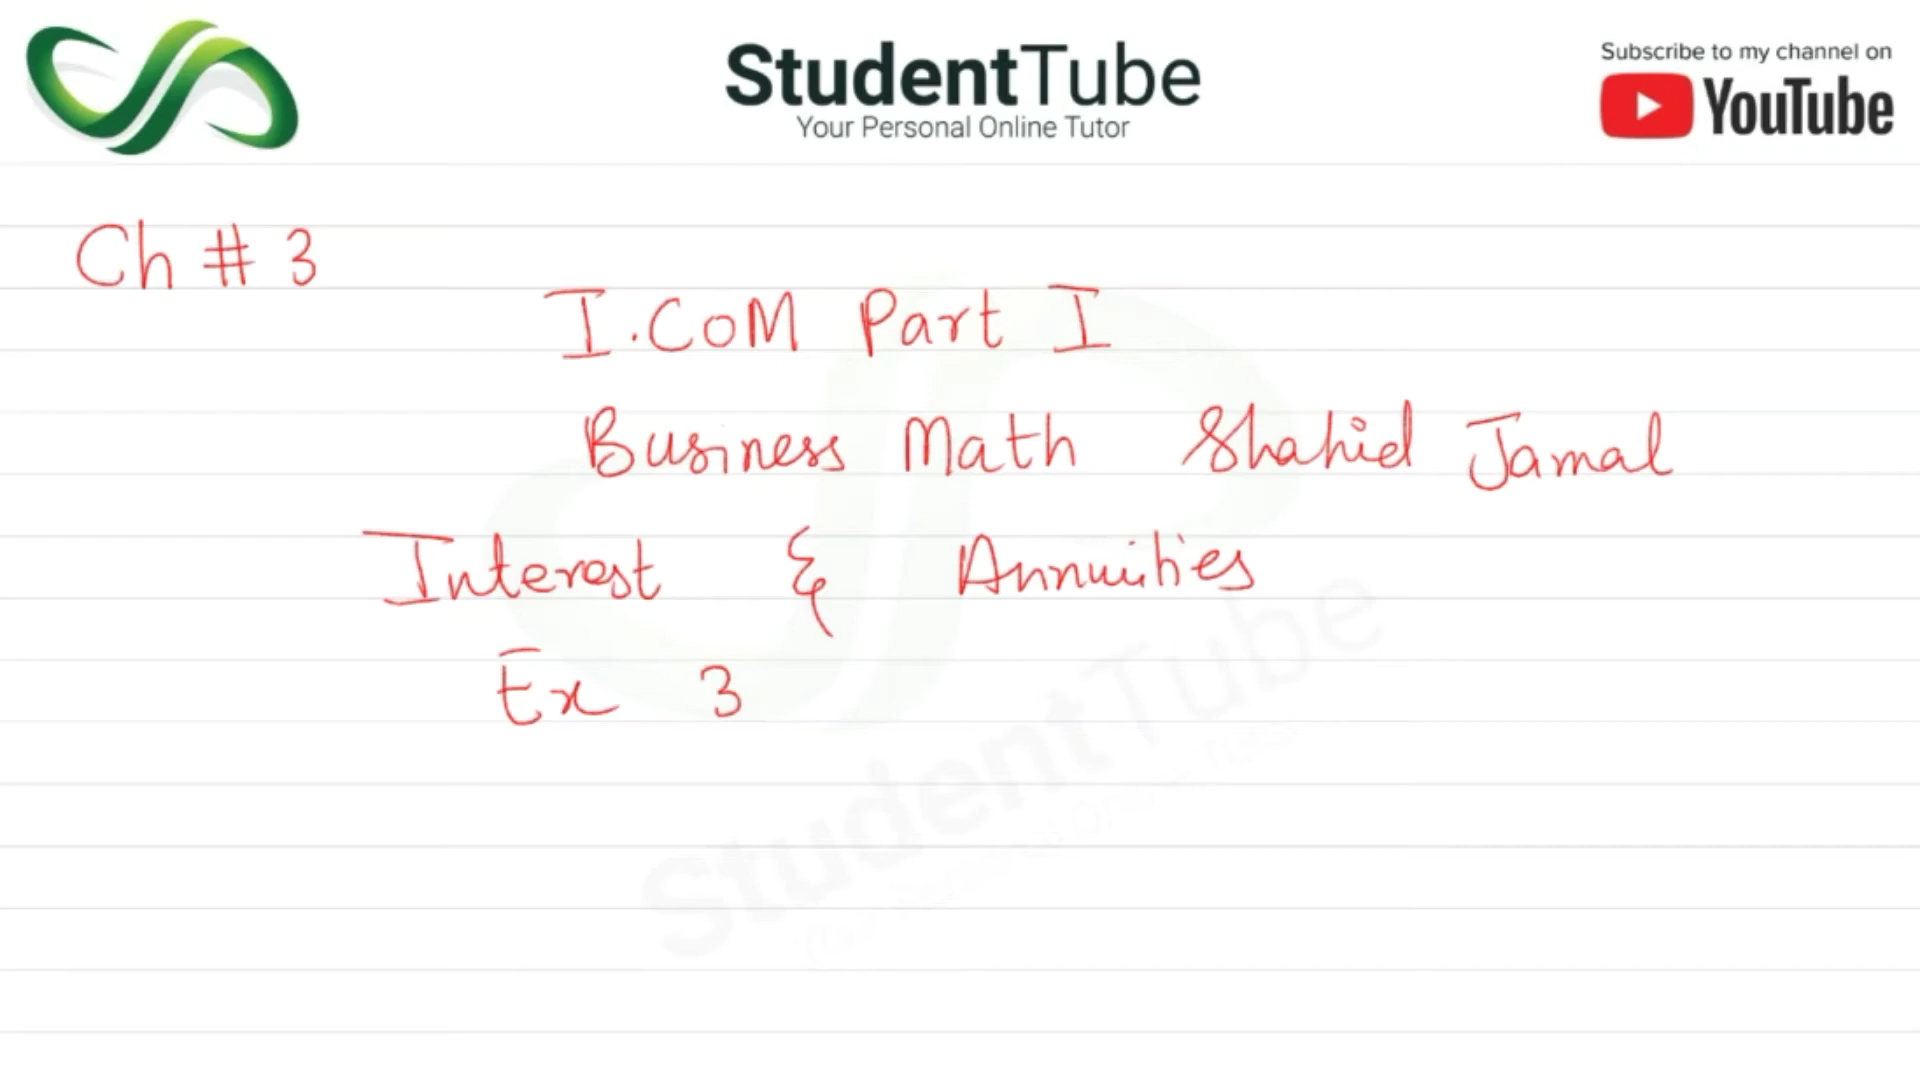 StudentTube
Your Personal Online Tutor
Subscribe to my channel on
YouTube
Ch # 3
I.CoM Part I
Business Math Shahid Jamal
Interest & Annuities
Ex 3
StudentTube